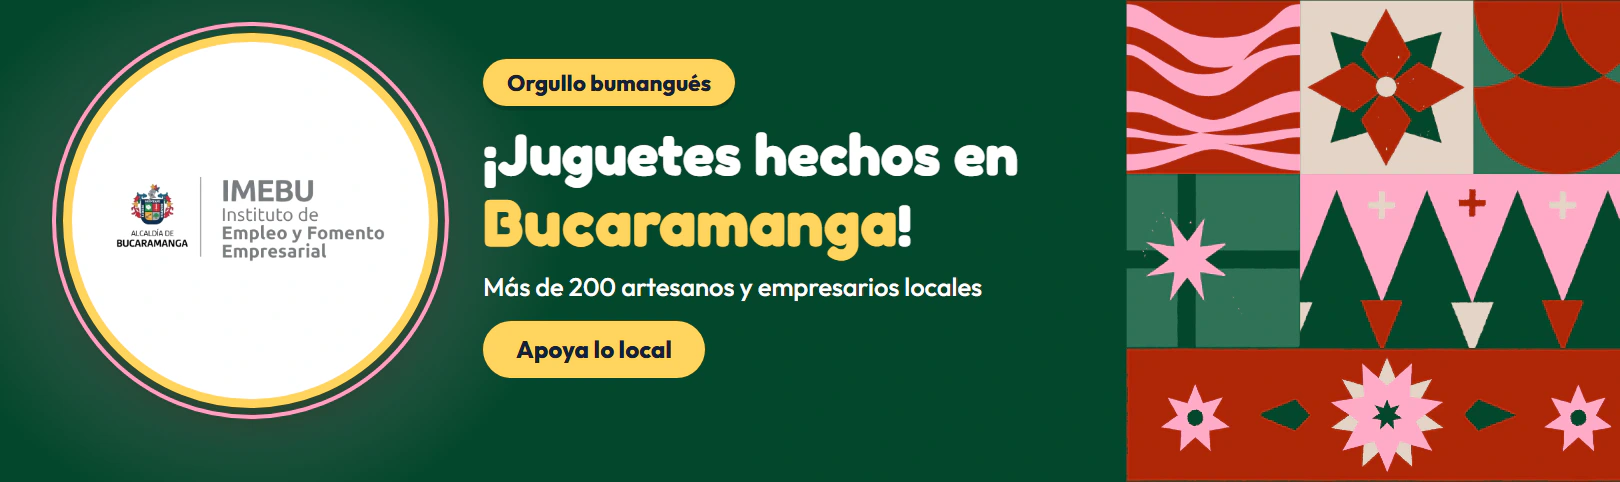 ALCALDÍA DE
BUCARAMANGA
IMEBU
Instituto de
Empleo y Fomento
Empresarial
Orgullo bumangués
¡Juguetes hechos en
Bucaramanga!
Más de 200 artesanos y empresarios locales
Apoya lo local